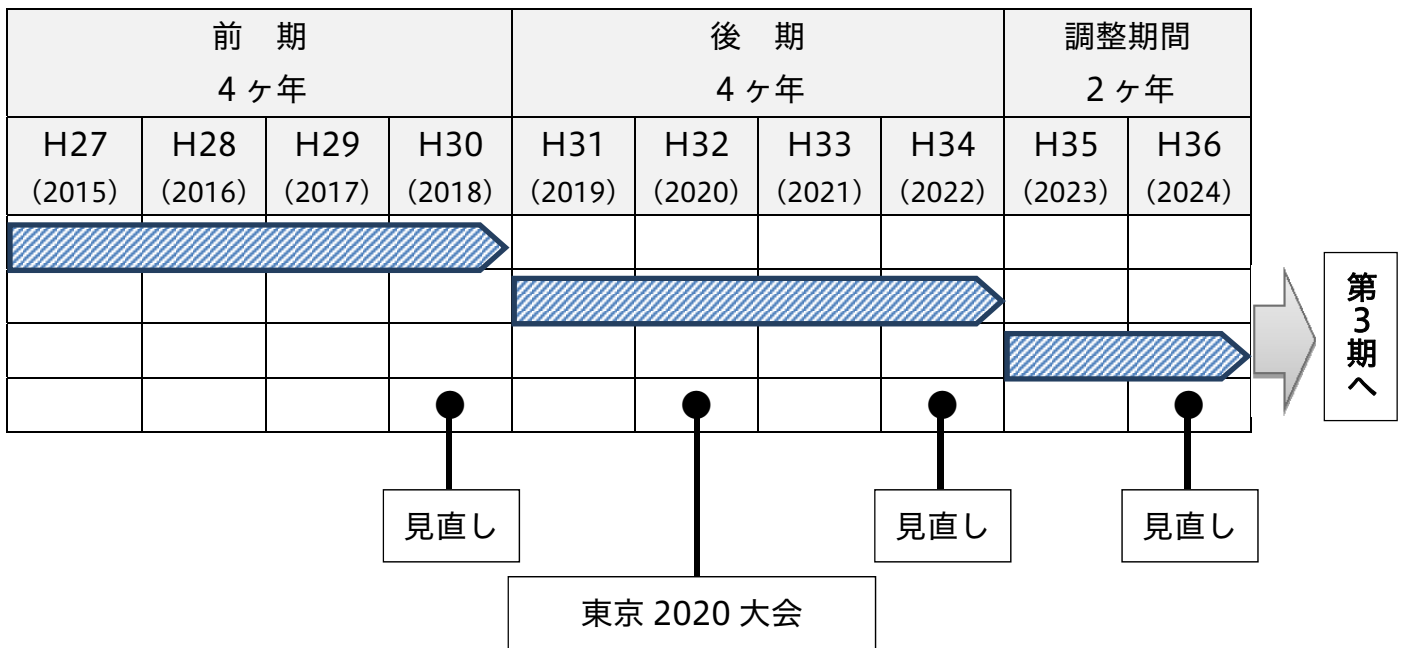 前　期
4 ヶ年
後　期
4 ヶ年
調整期間
2 ヶ年
H27
(2015)
H28
(2016)
H29
(2017)
H30
(2018)
H31
(2019)
H32
(2020)
H33
(2021)
H34
(2022)
H35
(2023)
H36
(2024)
第3期へ
見直し
見直し
見直し
東京 2020 大会